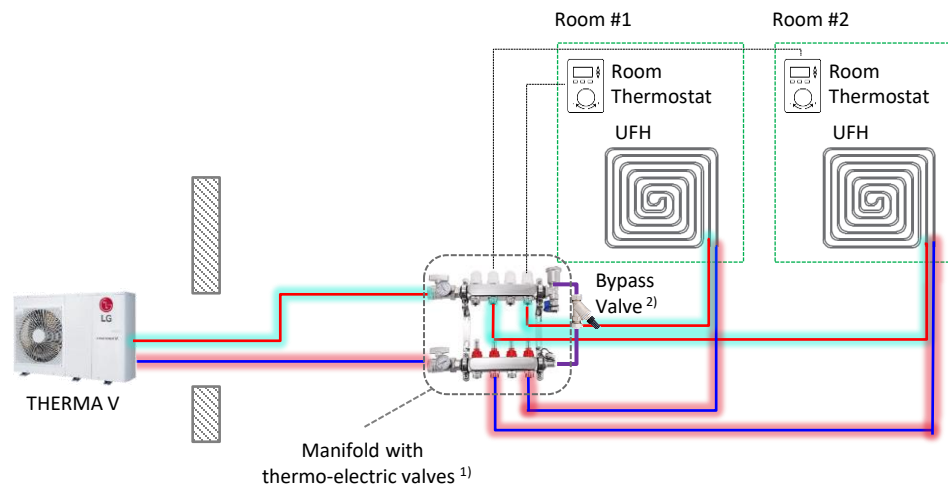 Room #1
Room #2
Room
Thermostat
Room
Thermostat
UFH
UFH
Bypass
Valve 2)
LG
THERMA V
Manifold with
thermo-electric valves 1)